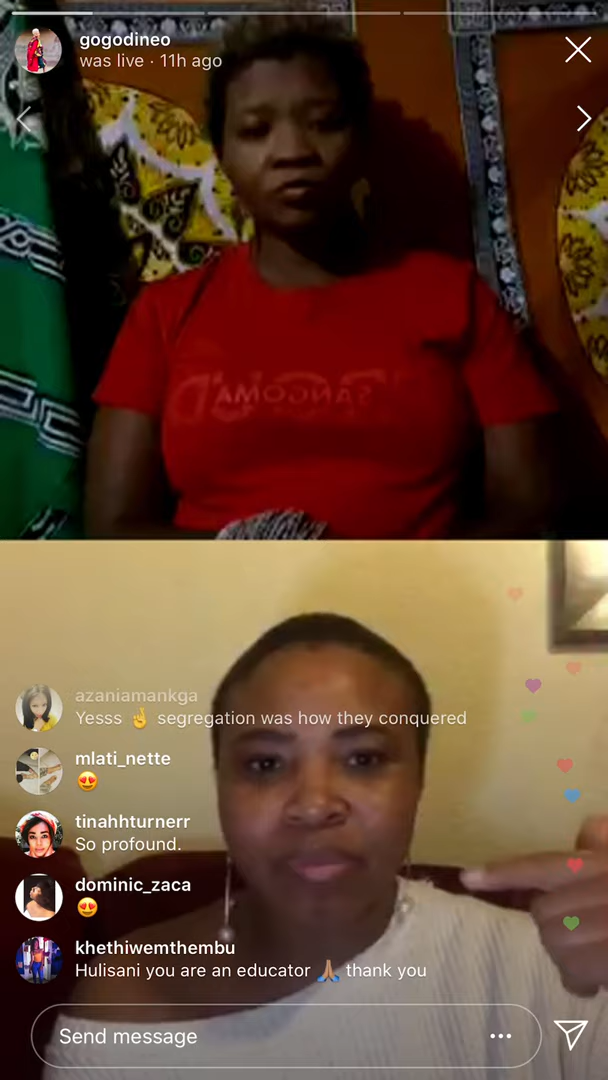 gogodineo
was live · 11h ago
SANGOMA
azaniamankga
Yesss 🤞 segregation was how they conquered
mlati_nette
😍
tinahhturnerr
So profound.
dominic_zaca
😍
khethiwemthembu
Hulisani you are an educator 🙏🏽 thank you
Send message